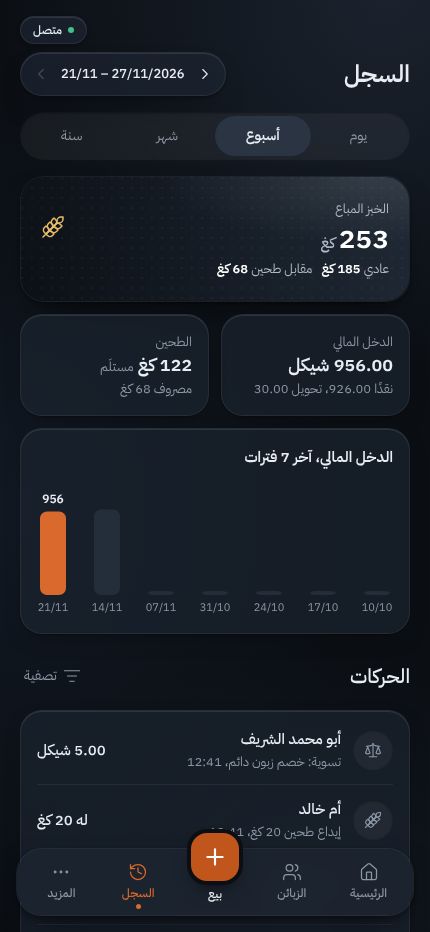 متصل
السجل
21/11 – 27/11/2026
يوم
أسبوع
شهر
سنة
الخبز المباع
253 كغ
عادي 185 كغ مقابل طحين 68 كغ
الدخل المالي
956.00 شيكل
نقدًا 926.00، تحويل 30.00
الطحين
122 كغ مستلَم
مصروف 68 كغ
الدخل المالي، آخر 7 فترات
956
10/10
17/10
24/10
31/10
07/11
14/11
21/11
الحركات
تصفية
أبو محمد الشريف
5.00 شيكل
تسوية: خصم زبون دائم، 12:41
أم خالد
له 20 كغ
إيداع طحين 20 كغ،
الرئيسية
الزبائن
بيع
السجل
المزيد